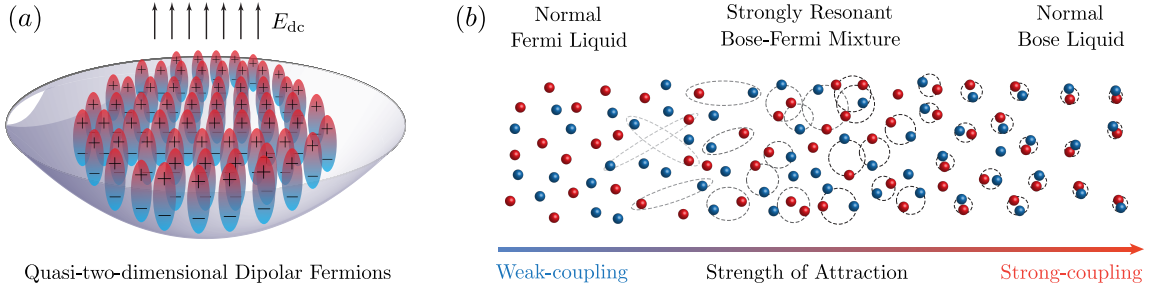 (a)
E_dc
Quasi-two-dimensional Dipolar Fermions
(b)
Normal
Fermi Liquid
Strongly Resonant
Bose-Fermi Mixture
Normal
Bose Liquid
Weak-coupling
Strength of Attraction
Strong-coupling